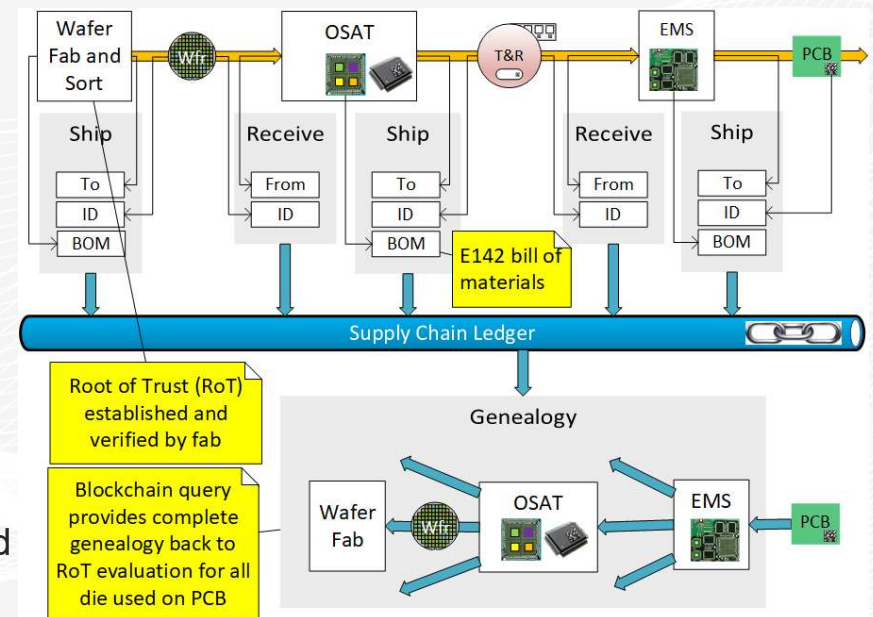 Wafer
Fab and
Sort
Wfr
OSAT
T&R
EMS
PCB
Ship
To
ID
BOM
Receive
From
ID
Ship
To
ID
BOM
Receive
From
ID
Ship
To
ID
BOM
E142 bill of
materials
Supply Chain Ledger
Root of Trust (RoT)
established and
verified by fab
Blockchain query
provides complete
genealogy back to
RoT evaluation for all
die used on PCB
d
Genealogy
Wafer
Fab
Wfr
OSAT
EMS
PCB